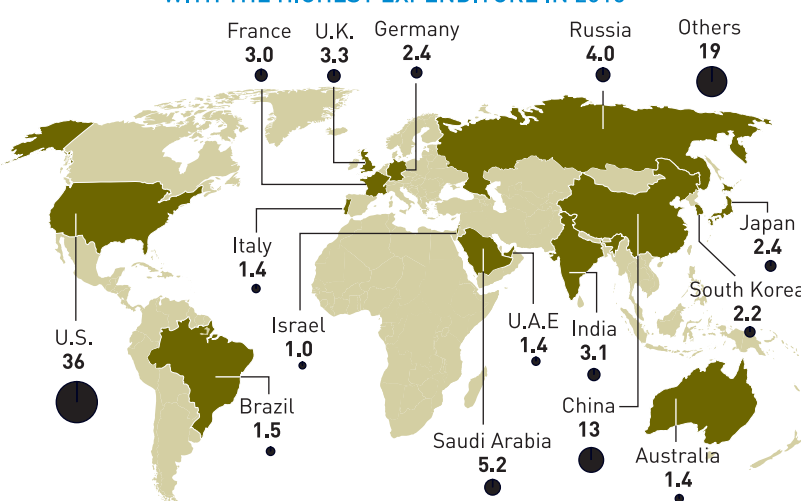 France
3.0
U.K.
3.3
Germany
2.4
Russia
4.0
Others
19
Italy
1.4
Japan
2.4
South Korea
2.2
U.S.
36
Israel
1.0
U.A.E
1.4
India
3.1
Brazil
1.5
Saudi Arabia
5.2
China
13
Australia
1.4